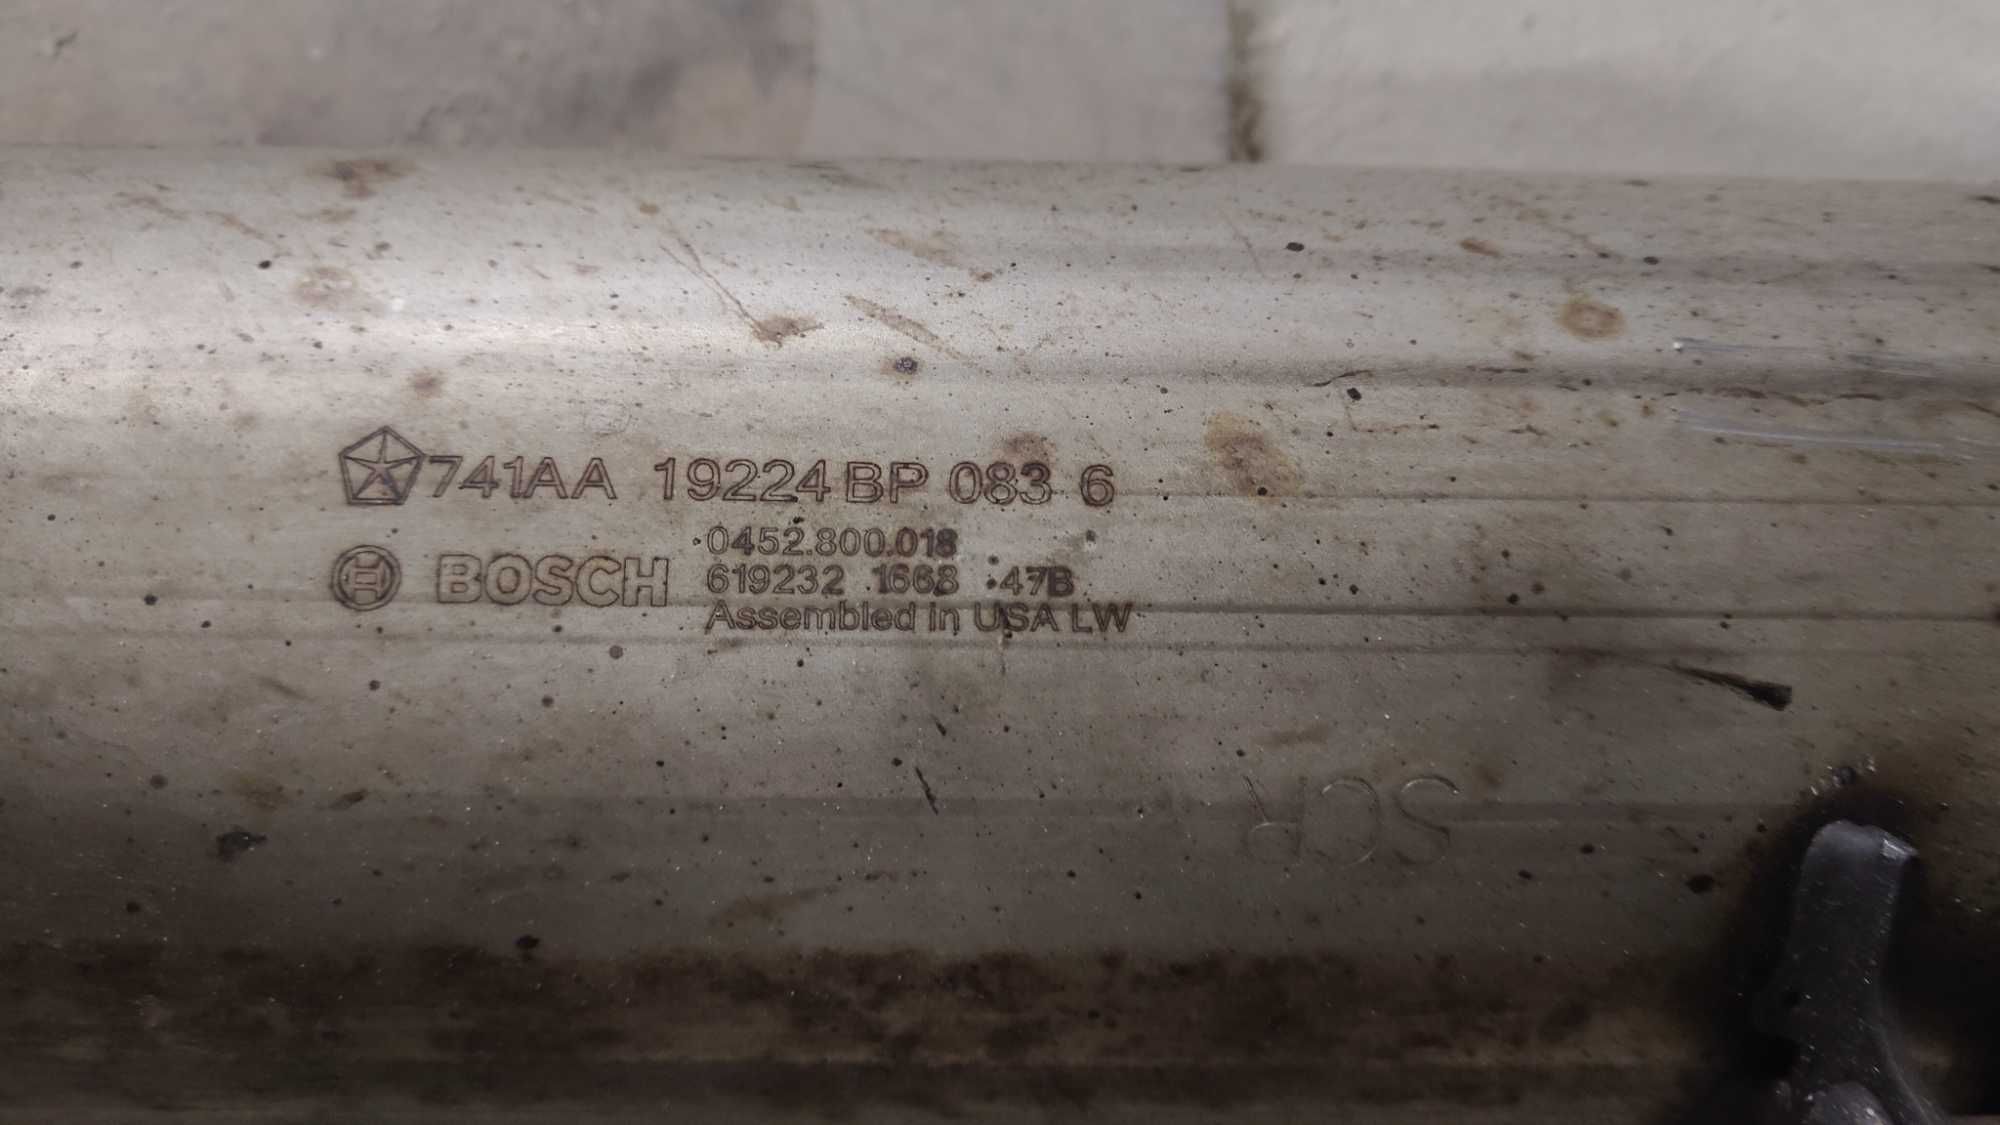 741AA 19224BP 083 6
BOSCH
0452.800.018
619232 1668 47B
Assembled in USA LW
SCR